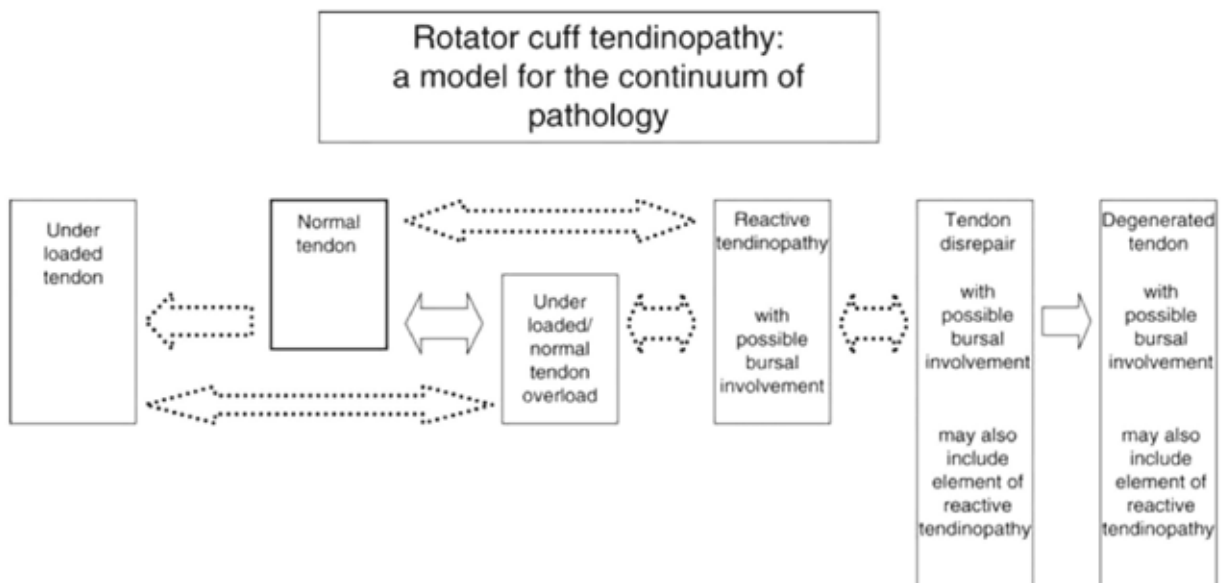 Rotator cuff tendinopathy:
a model for the continuum of
pathology
Under
loaded
tendon
Normal
tendon
Under
loaded/
normal
tendon
overload
Reactive
tendinopathy
with
possible
bursal
involvement
Tendon
disrepair
with
possible
bursal
involvement
may also
include
element of
reactive
tendinopathy
Degenerated
tendon
with
possible
bursal
involvement
may also
include
element of
reactive
tendinopathy